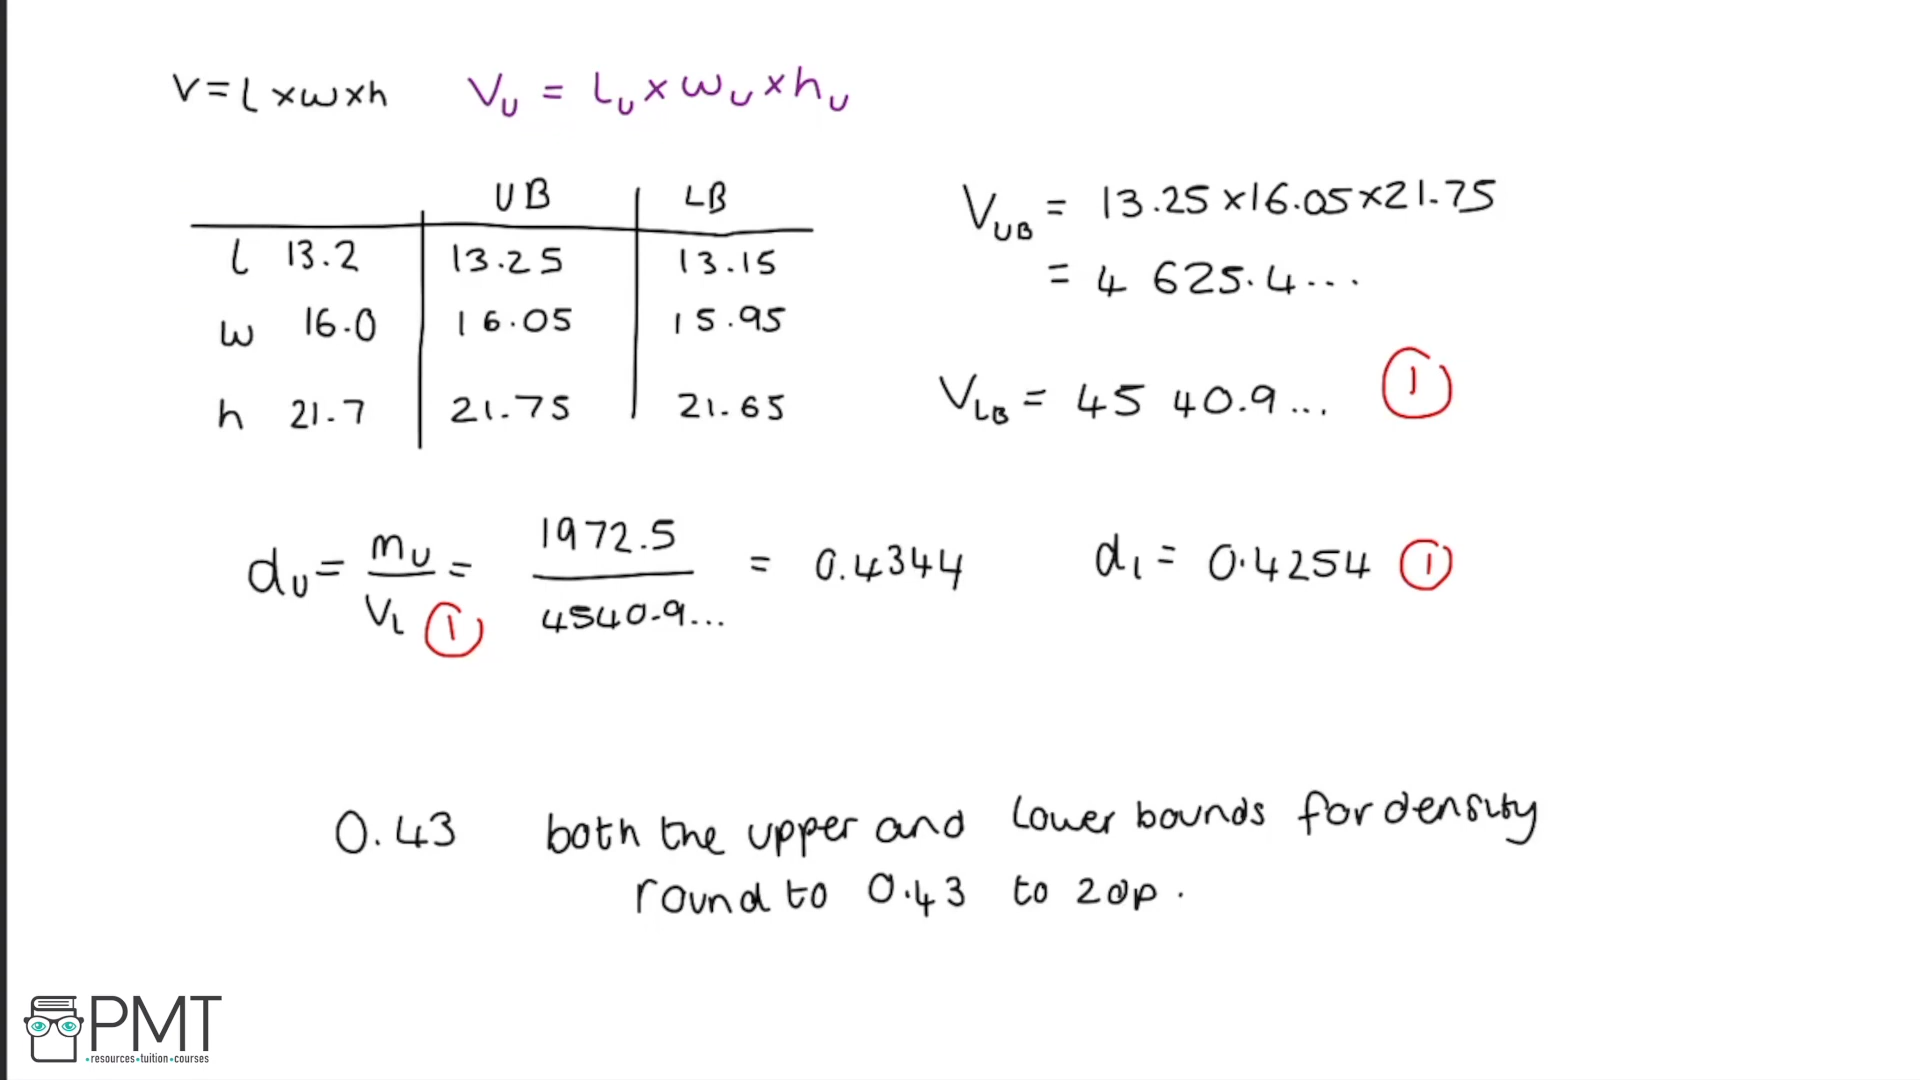 V = l × w × h   V_U = L_U × w_U × h_U
UB   LB
l 13.2   13.25   13.15
w 16.0   16.05   15.95
h 21.7   21.75   21.65
V_UB = 13.25 × 16.05 × 21.75
= 4 625.4...
V_LB = 45 40.9...   ①
d_U = m_U / V_L ① = 1972.5 / 4540.9... = 0.4344   d_l = 0.4254 ①
0.43   both the upper and lower bounds for density
round to 0.43 to 2dp.
PMT
•resources•tuition•courses